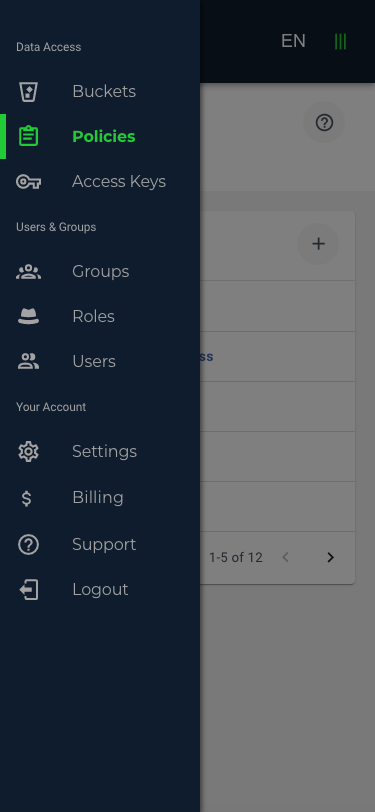 Data Access
EN
Buckets
Policies
Access Keys
Users & Groups
Groups
Roles
ss
Users
Your Account
Settings
Billing
Support
1-5 of 12
Logout